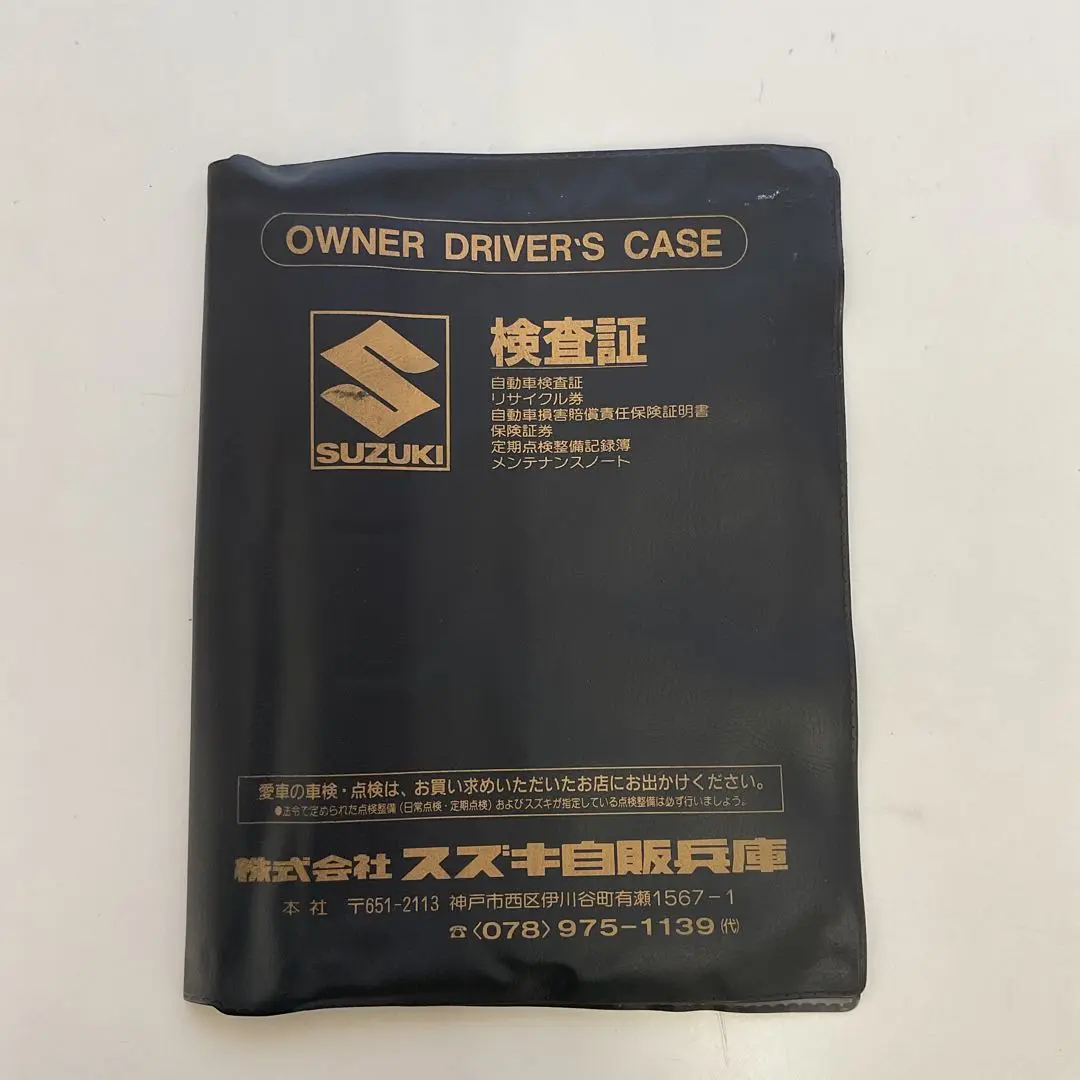 OWNER DRIVER'S CASE
SUZUKI
検査証
自動車検査証
リサイクル券
自動車損害賠償責任保険証明書
保険証券
定期点検整備記録簿
メンテナンスノート
愛車の車検・点検は、お買い求めいただいたお店にお出かけください。
●法令で定められた点検整備(日常点検・定期点検)およびスズキが指定している点検整備は必ず行いましょう。
株式会社 スズキ自販兵庫
本社 〒651-2113 神戸市西区伊川谷町有瀬1567-1
☎〈078〉975-1139(代)